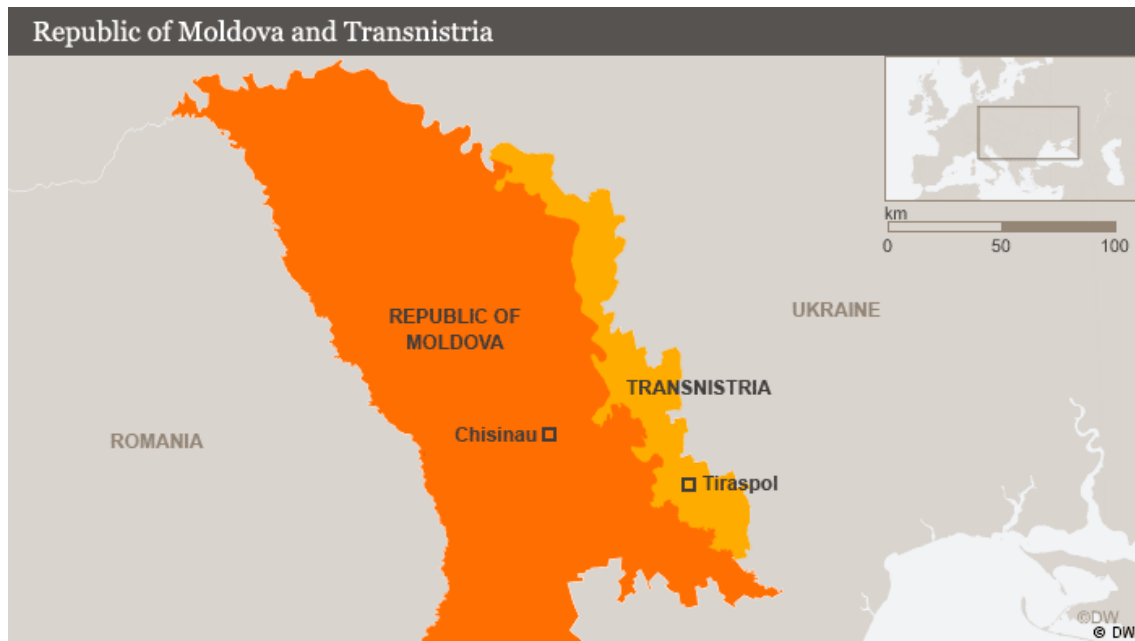 Republic of Moldova and Transnistria
km
0 50 100
UKRAINE
REPUBLIC OF
MOLDOVA
TRANSNISTRIA
ROMANIA
Chisinau
Tiraspol
©DW
© DW